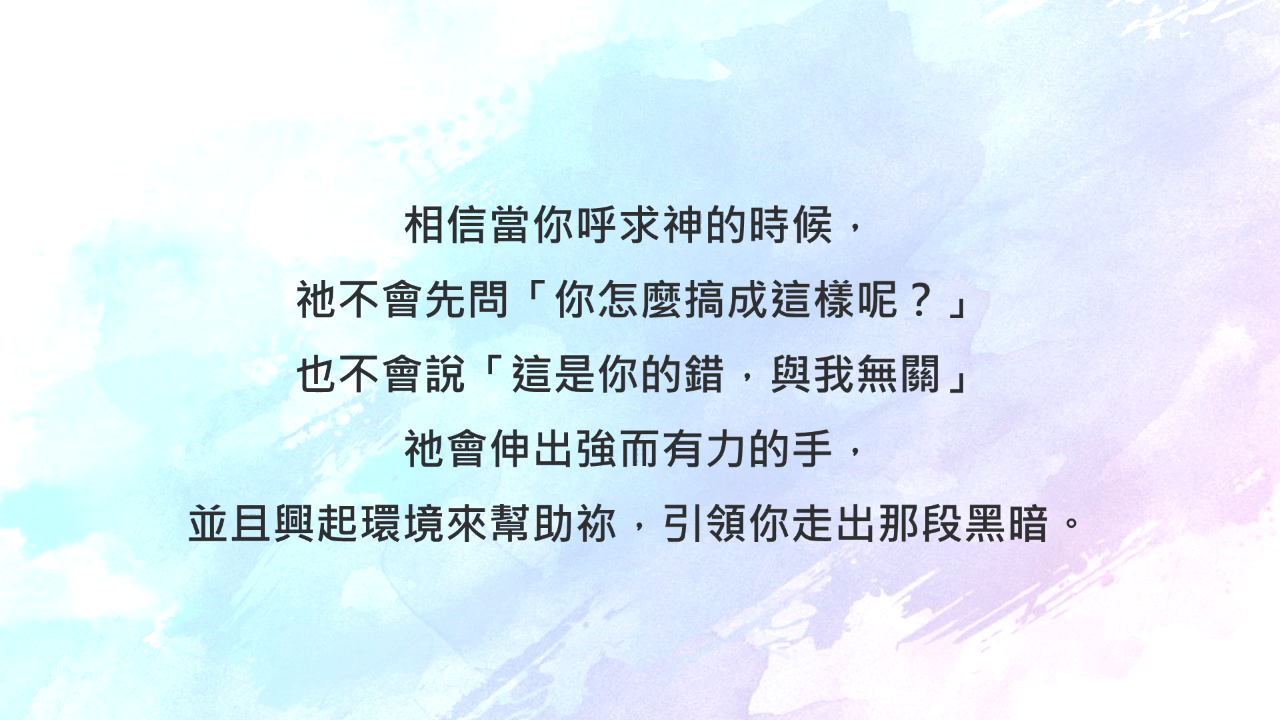 相信當你呼求神的時候，
祂不會先問「你怎麼搞成這樣呢？」
也不會說「這是你的錯，與我無關」
祂會伸出強而有力的手，
並且興起環境來幫助祢，引領你走出那段黑暗。